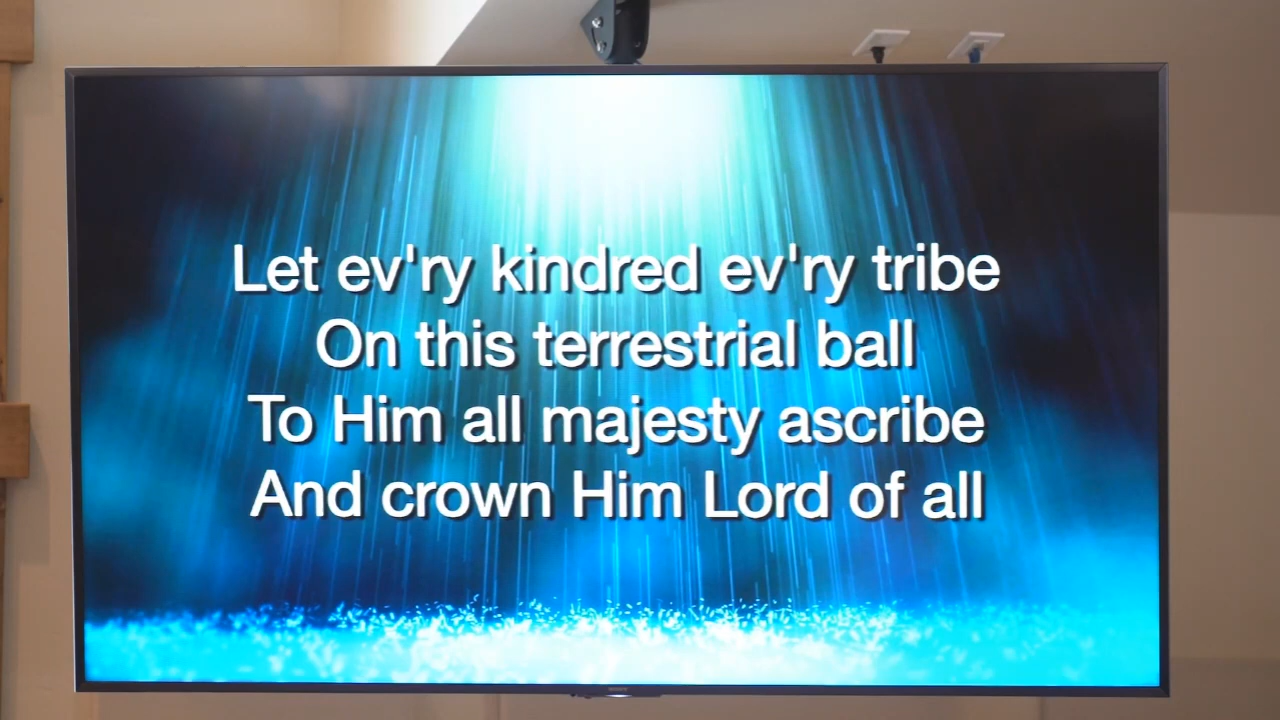 Let ev'ry kindred ev'ry tribe
On this terrestrial ball
To Him all majesty ascribe
And crown Him Lord of all